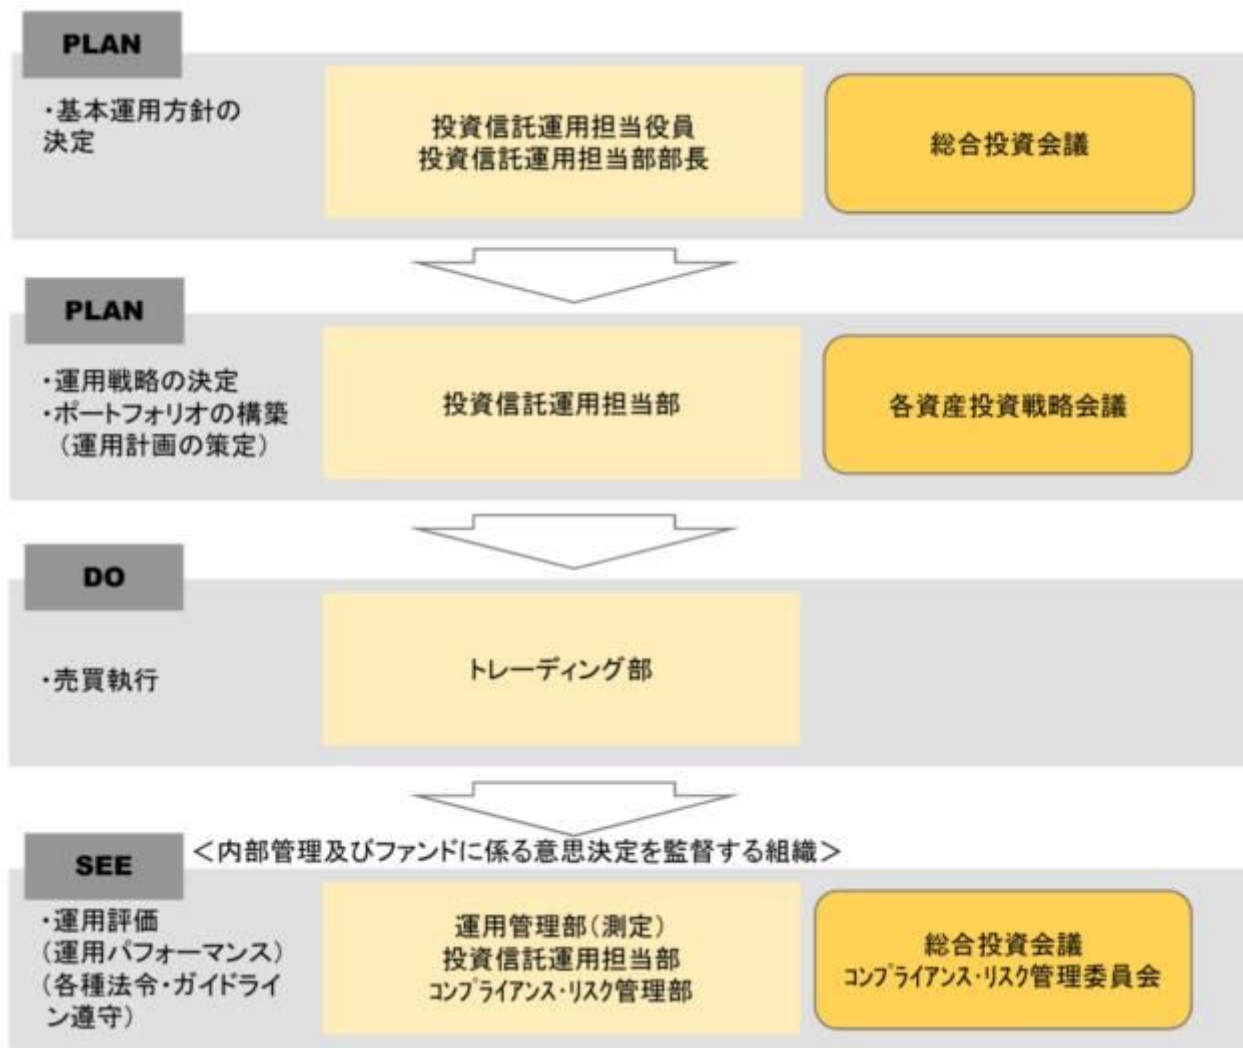 PLAN
・基本運用方針の
決定
投資信託運用担当役員
投資信託運用担当部部長
総合投資会議
PLAN
・運用戦略の決定
・ポートフォリオの構築
（運用計画の策定）
投資信託運用担当部
各資産投資戦略会議
DO
・売買執行
トレーディング部
＜内部管理及びファンドに係る意思決定を監督する組織＞
SEE
・運用評価
（運用パフォーマンス）
（各種法令・ガイドライ
ン遵守）
運用管理部（測定）
投資信託運用担当部
ｺﾝﾌﾟﾗｲｱﾝｽ・ﾘｽｸ管理部
総合投資会議
ｺﾝﾌﾟﾗｲｱﾝｽ・ﾘｽｸ管理委員会